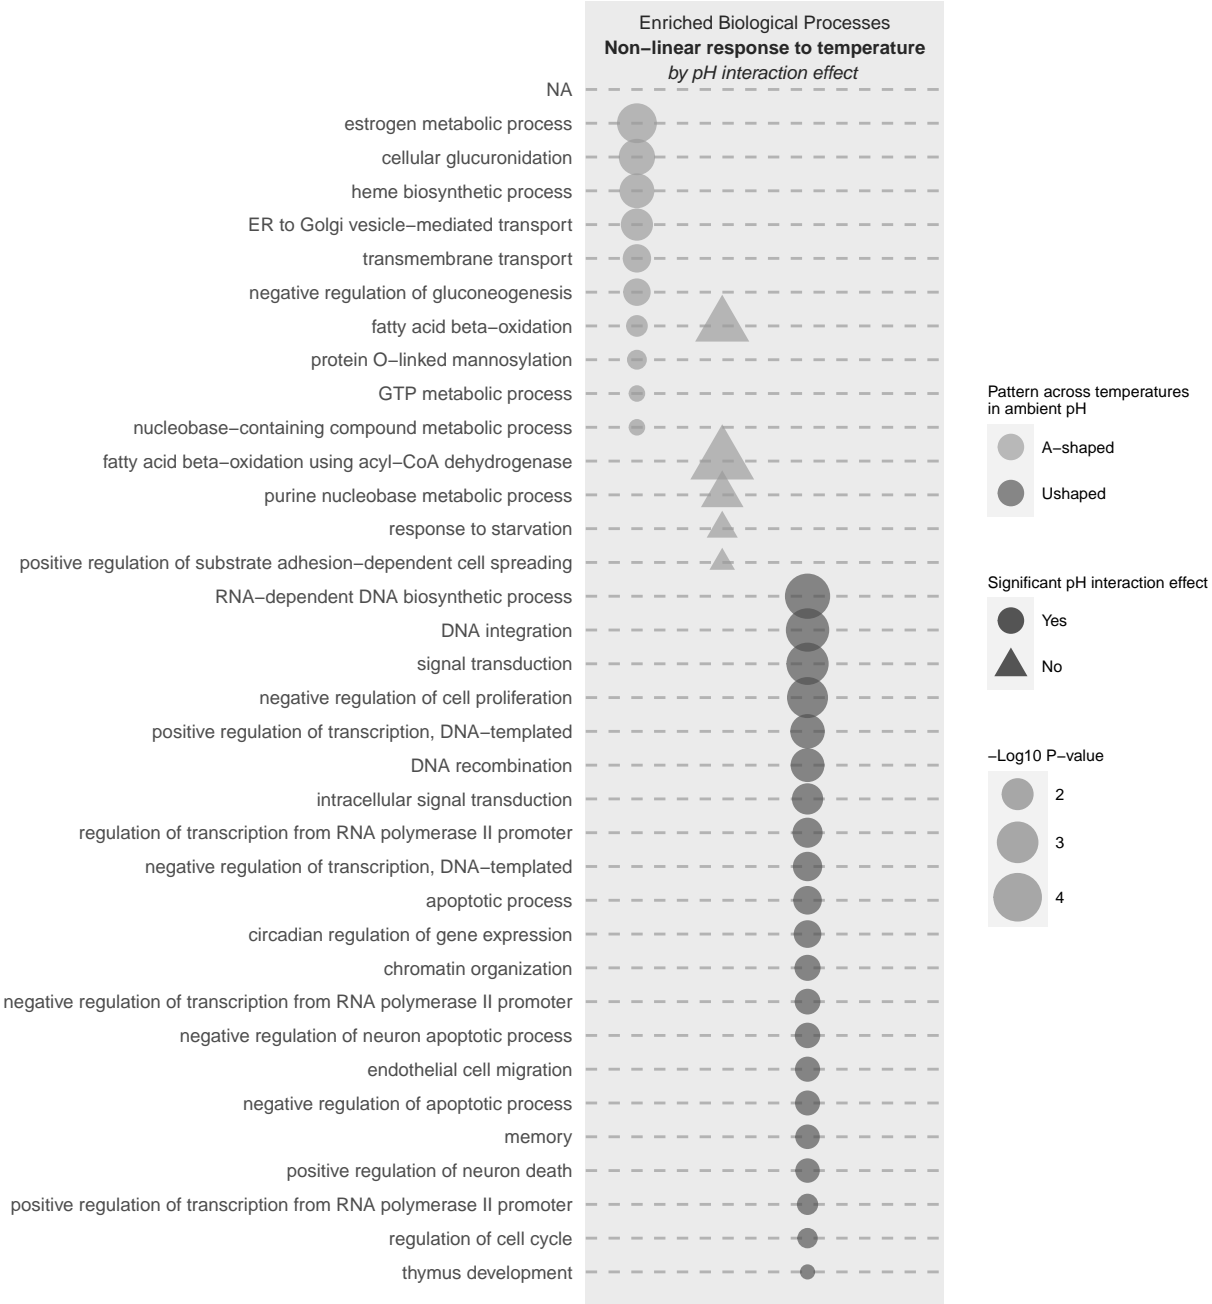 Enriched Biological Processes
Non−linear response to temperature
by pH interaction effect
NA
estrogen metabolic process
cellular glucuronidation
heme biosynthetic process
ER to Golgi vesicle−mediated transport
transmembrane transport
negative regulation of gluconeogenesis
fatty acid beta−oxidation
protein O−linked mannosylation
GTP metabolic process
nucleobase−containing compound metabolic process
fatty acid beta−oxidation using acyl−CoA dehydrogenase
purine nucleobase metabolic process
response to starvation
positive regulation of substrate adhesion−dependent cell spreading
RNA−dependent DNA biosynthetic process
DNA integration
signal transduction
negative regulation of cell proliferation
positive regulation of transcription, DNA−templated
DNA recombination
intracellular signal transduction
regulation of transcription from RNA polymerase II promoter
negative regulation of transcription, DNA−templated
apoptotic process
circadian regulation of gene expression
chromatin organization
negative regulation of transcription from RNA polymerase II promoter
negative regulation of neuron apoptotic process
endothelial cell migration
negative regulation of apoptotic process
memory
positive regulation of neuron death
positive regulation of transcription from RNA polymerase II promoter
regulation of cell cycle
thymus development
Pattern across temperatures
in ambient pH
A−shaped
Ushaped
Significant pH interaction effect
Yes
No
−Log10 P−value
2
3
4